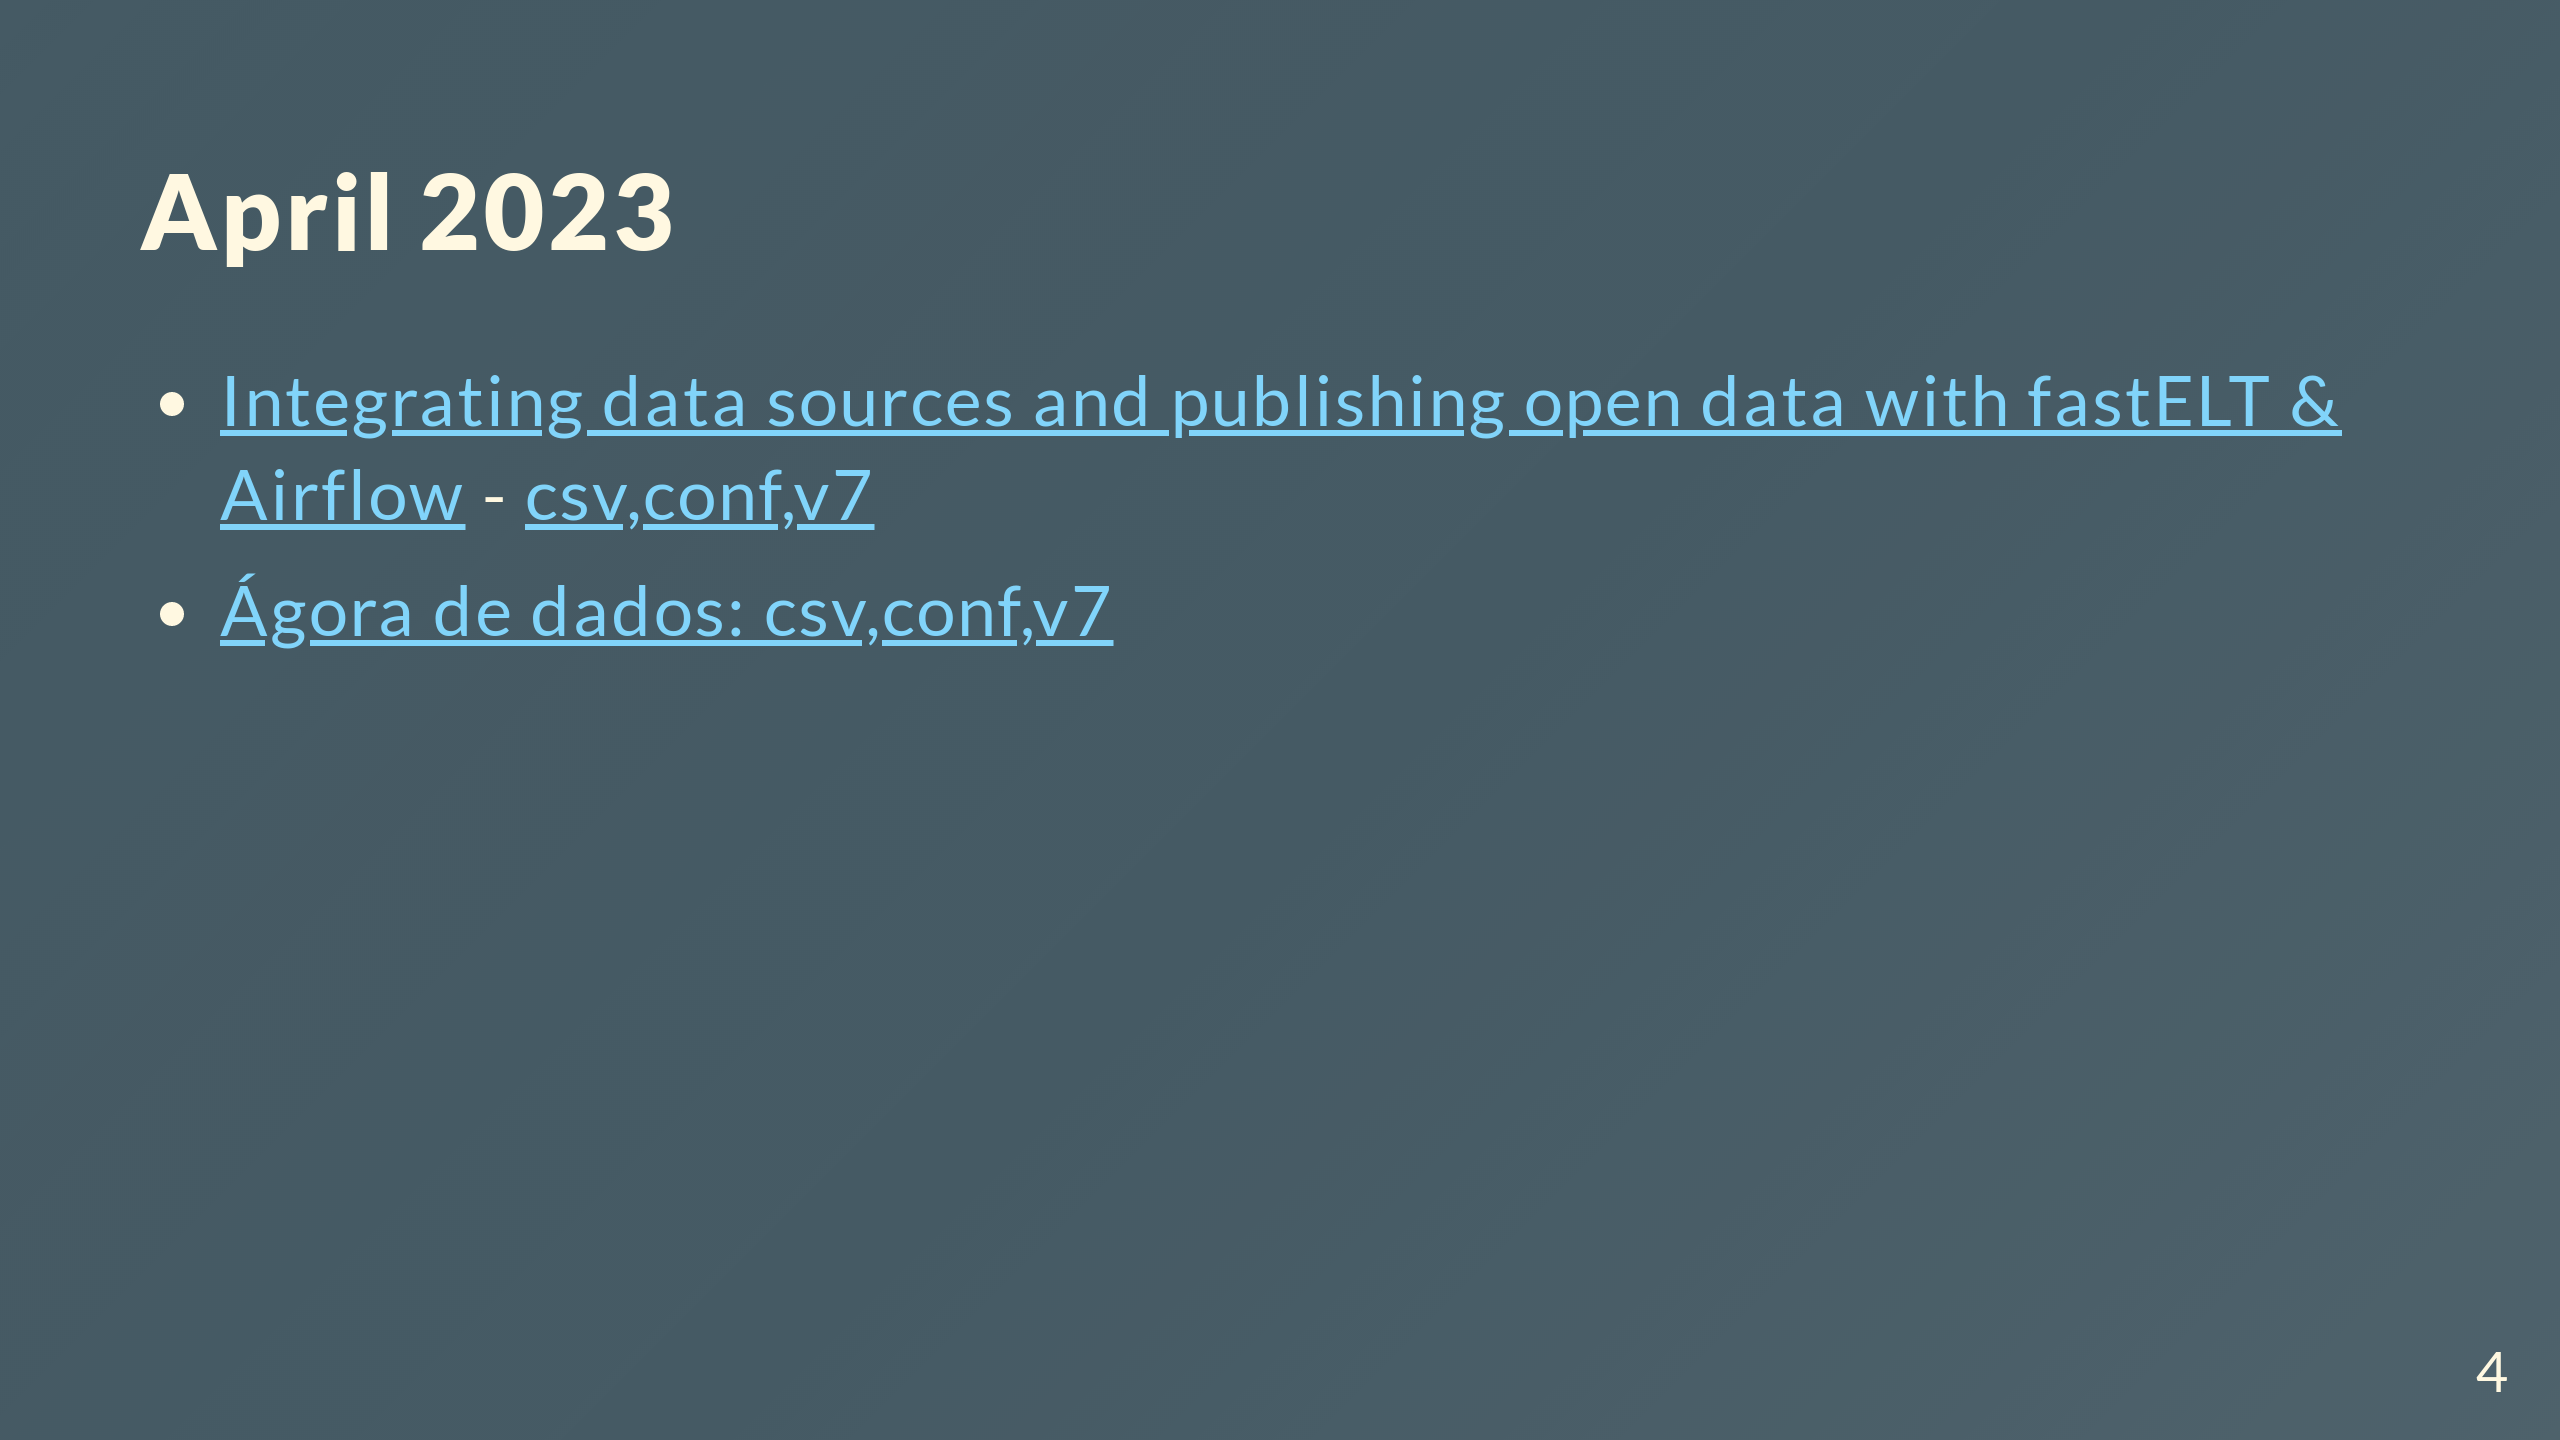 April 2023
Integrating data sources and publishing open data with fastELT &
Airflow - csv,conf,v7
Ágora de dados: csv,conf,v7
4